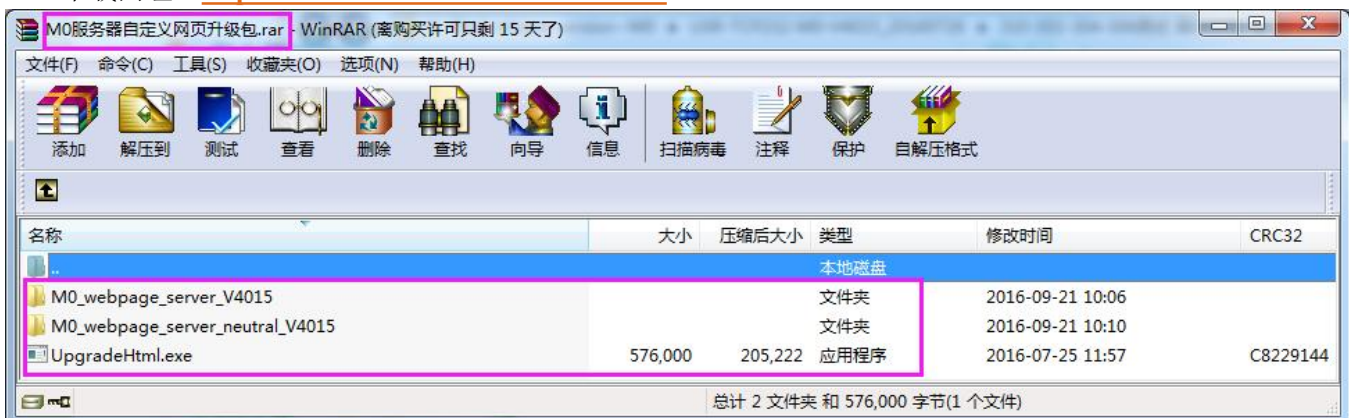 M0服务器自定义网页升级包.rar - WinRAR (离购买许可只剩 15 天了)
文件(F) 命令(C) 工具(S) 收藏夹(O) 选项(N) 帮助(H)
添加 解压到 测试 查看 删除 查找 向导 信息 扫描病毒 注释 保护 自解压格式
名称 大小 压缩后大小 类型 修改时间 CRC32
.. 本地磁盘
M0_webpage_server_V4015 文件夹 2016-09-21 10:06
M0_webpage_server_neutral_V4015 文件夹 2016-09-21 10:10
UpgradeHtml.exe 576,000 205,222 应用程序 2016-07-25 11:57 C8229144
总计 2 文件夹 和 576,000 字节(1 个文件)